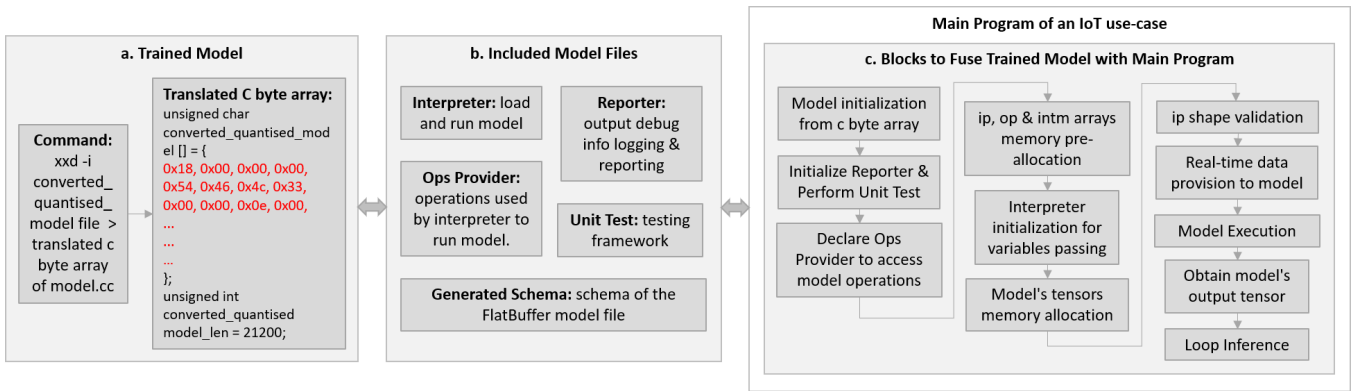 a. Trained Model
Command:
xxd -i
converted_
quantised_
model file >
translated c
byte array
of model.cc
Translated C byte array:
unsigned char
converted_quantised_mod
el [] = {
0x18, 0x00, 0x00, 0x00,
0x54, 0x46, 0x4c, 0x33,
0x00, 0x00, 0x0e, 0x00,
...
...
...
};
unsigned int
converted_quantised
model_len = 21200;
b. Included Model Files
Interpreter: load
and run model
Reporter:
output debug
info logging &
reporting
Ops Provider:
operations used
by interpreter to
run model.
Unit Test: testing
framework
Generated Schema: schema of the
FlatBuffer model file
Main Program of an IoT use-case
c. Blocks to Fuse Trained Model with Main Program
Model initialization
from c byte array
Initialize Reporter &
Perform Unit Test
Declare Ops
Provider to access
model operations
ip, op & intm arrays
memory pre-
allocation
Interpreter
initialization for
variables passing
Model's tensors
memory allocation
ip shape validation
Real-time data
provision to model
Model Execution
Obtain model's
output tensor
Loop Inference